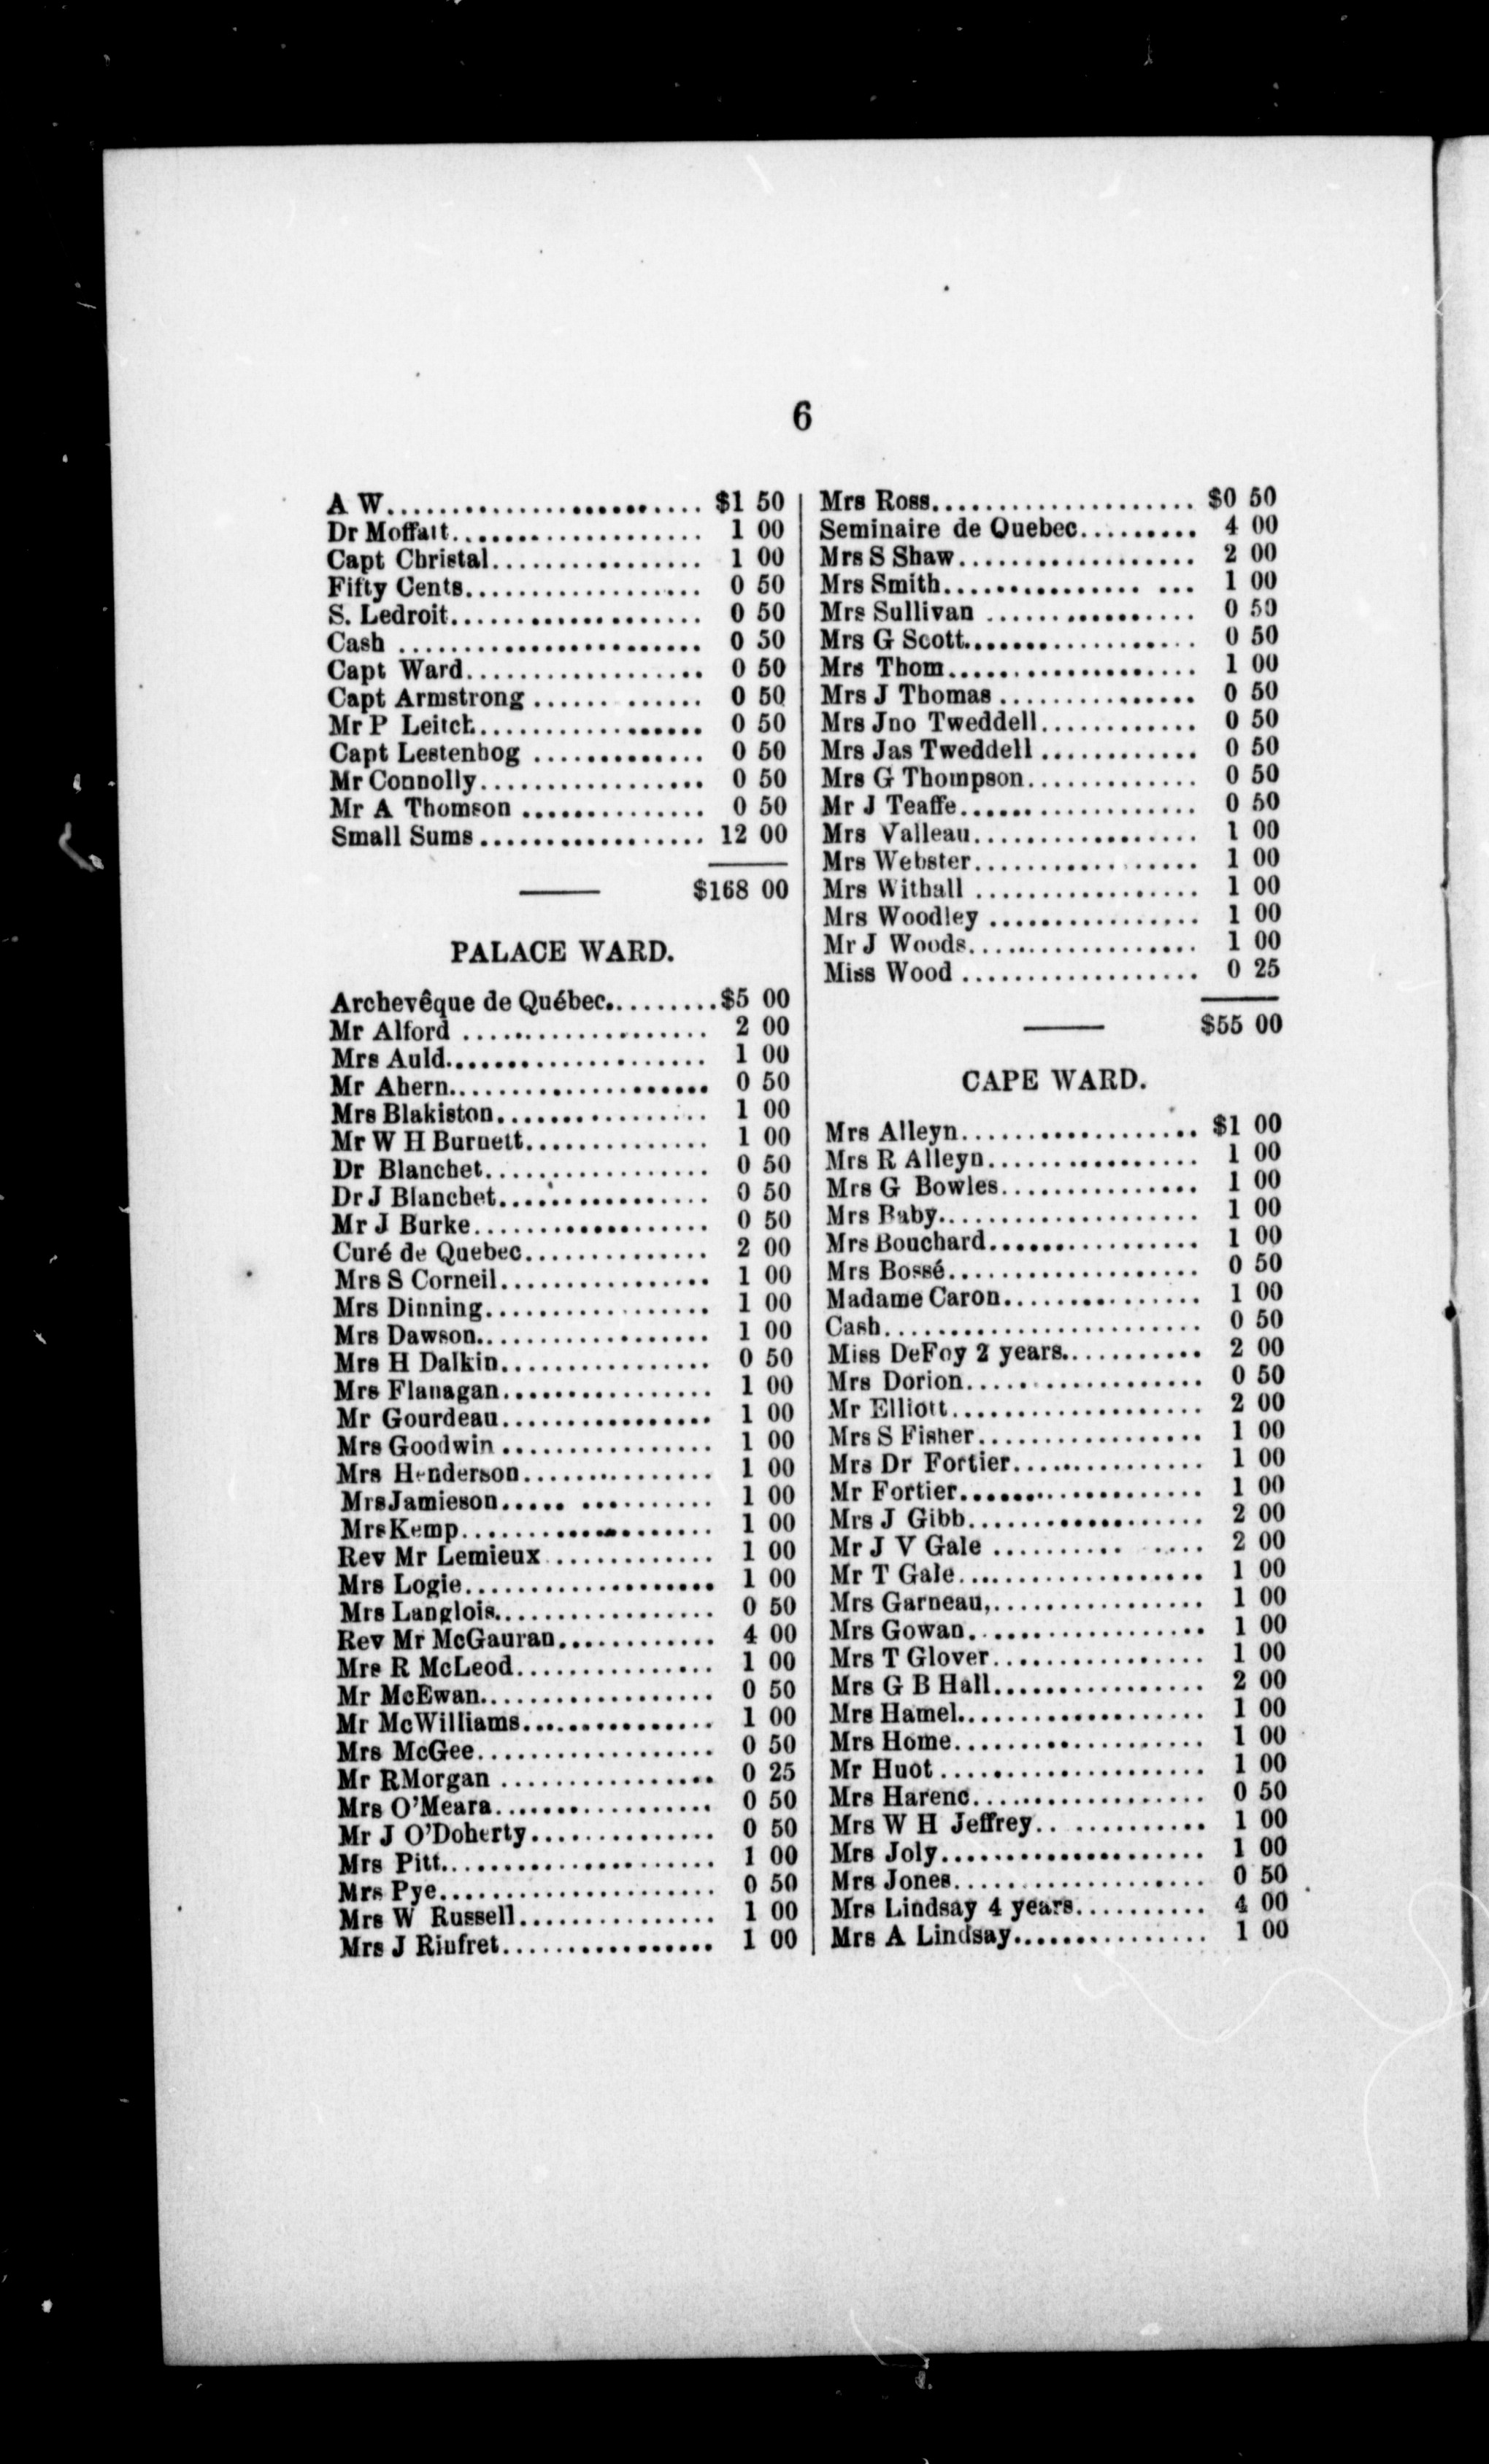 6
A W........................ $1 50
Dr Moffatt................... 1 00
Capt Christal................ 1 00
Fifty Cents.................. 0 50
S. Ledroit................... 0 50
Cash ....................... 0 50
Capt Ward.................. 0 50
Capt Armstrong ............. 0 50
Mr P Leitch................. 0 50
Capt Lestenhog ............. 0 50
Mr Connolly................. 0 50
Mr A Thomson .............. 0 50
Small Sums................. 12 00
$168 00
PALACE WARD.
Archevêque de Québec.........$5 00
Mr Alford ................... 2 00
Mrs Auld.................... 1 00
Mr Ahern.................... 0 50
Mrs Blakiston................ 1 00
Mr W H Burnett.............. 1 00
Dr Blanchet................. 0 50
Dr J Blanchet................ 0 50
Mr J Burke.................. 0 50
Curé de Quebec.............. 2 00
Mrs S Corneil................ 1 00
Mrs Dinning................. 1 00
Mrs Dawson.................. 1 00
Mrs H Dalkin................ 0 50
Mrs Flanagan................ 1 00
Mr Gourdeau................ 1 00
Mrs Goodwin ................ 1 00
Mrs Henderson............... 1 00
Mrs Jamieson..... .......... 1 00
Mrs Kemp................... 1 00
Rev Mr Lemieux ............ 1 00
Mrs Logie................... 1 00
Mrs Langlois................. 0 50
Rev Mr McGauran............ 4 00
Mrs R McLeod............... 1 00
Mr McEwan.................. 0 50
Mr McWilliams............... 1 00
Mrs McGee.................. 0 50
Mr RMorgan ................ 0 25
Mrs O'Meara................. 0 50
Mr J O'Doherty.............. 0 50
Mrs Pitt..................... 1 00
Mrs Pye..................... 0 50
Mrs W Russell............... 1 00
Mrs J Rinfret................ 1 00
Mrs Ross.................... $0 50
Seminaire de Quebec......... 4 00
Mrs S Shaw.................. 2 00
Mrs Smith............... ... 1 00
Mrs Sullivan ................ 0 50
Mrs G Scott.................. 0 50
Mrs Thom................... 1 00
Mrs J Thomas ............... 0 50
Mrs Jno Tweddell............ 0 50
Mrs Jas Tweddell ............ 0 50
Mrs G Thompson............. 0 50
Mr J Teaffe.................. 0 50
Mrs Valleau................. 1 00
Mrs Webster................. 1 00
Mrs Withall ................. 1 00
Mrs Woodley ................ 1 00
Mr J Woods.................. 1 00
Miss Wood .................. 0 25
$55 00
CAPE WARD.
Mrs Alleyn.................. $1 00
Mrs R Alleyn................ 1 00
Mrs G Bowles............... 1 00
Mrs Baby.................... 1 00
Mrs Bouchard................ 1 00
Mrs Bossé................... 0 50
Madame Caron............... 1 00
Cash........................ 0 50
Miss DeFoy 2 years........... 2 00
Mrs Dorion.................. 0 50
Mr Elliott................... 2 00
Mrs S Fisher................. 1 00
Mrs Dr Fortier............... 1 00
Mr Fortier................... 1 00
Mrs J Gibb.................. 2 00
Mr J V Gale .......... .... 2 00
Mr T Gale................... 1 00
Mrs Garneau,................ 1 00
Mrs Gowan.................. 1 00
Mrs T Glover................ 1 00
Mrs G B Hall................ 2 00
Mrs Hamel................... 1 00
Mrs Home................... 1 00
Mr Huot .................... 1 00
Mrs Harenc.................. 0 50
Mrs W H Jeffrey............. 1 00
Mrs Joly.................... 1 00
Mrs Jones................... 0 50
Mrs Lindsay 4 years.......... 4 00
Mrs A Lindsay............... 1 00